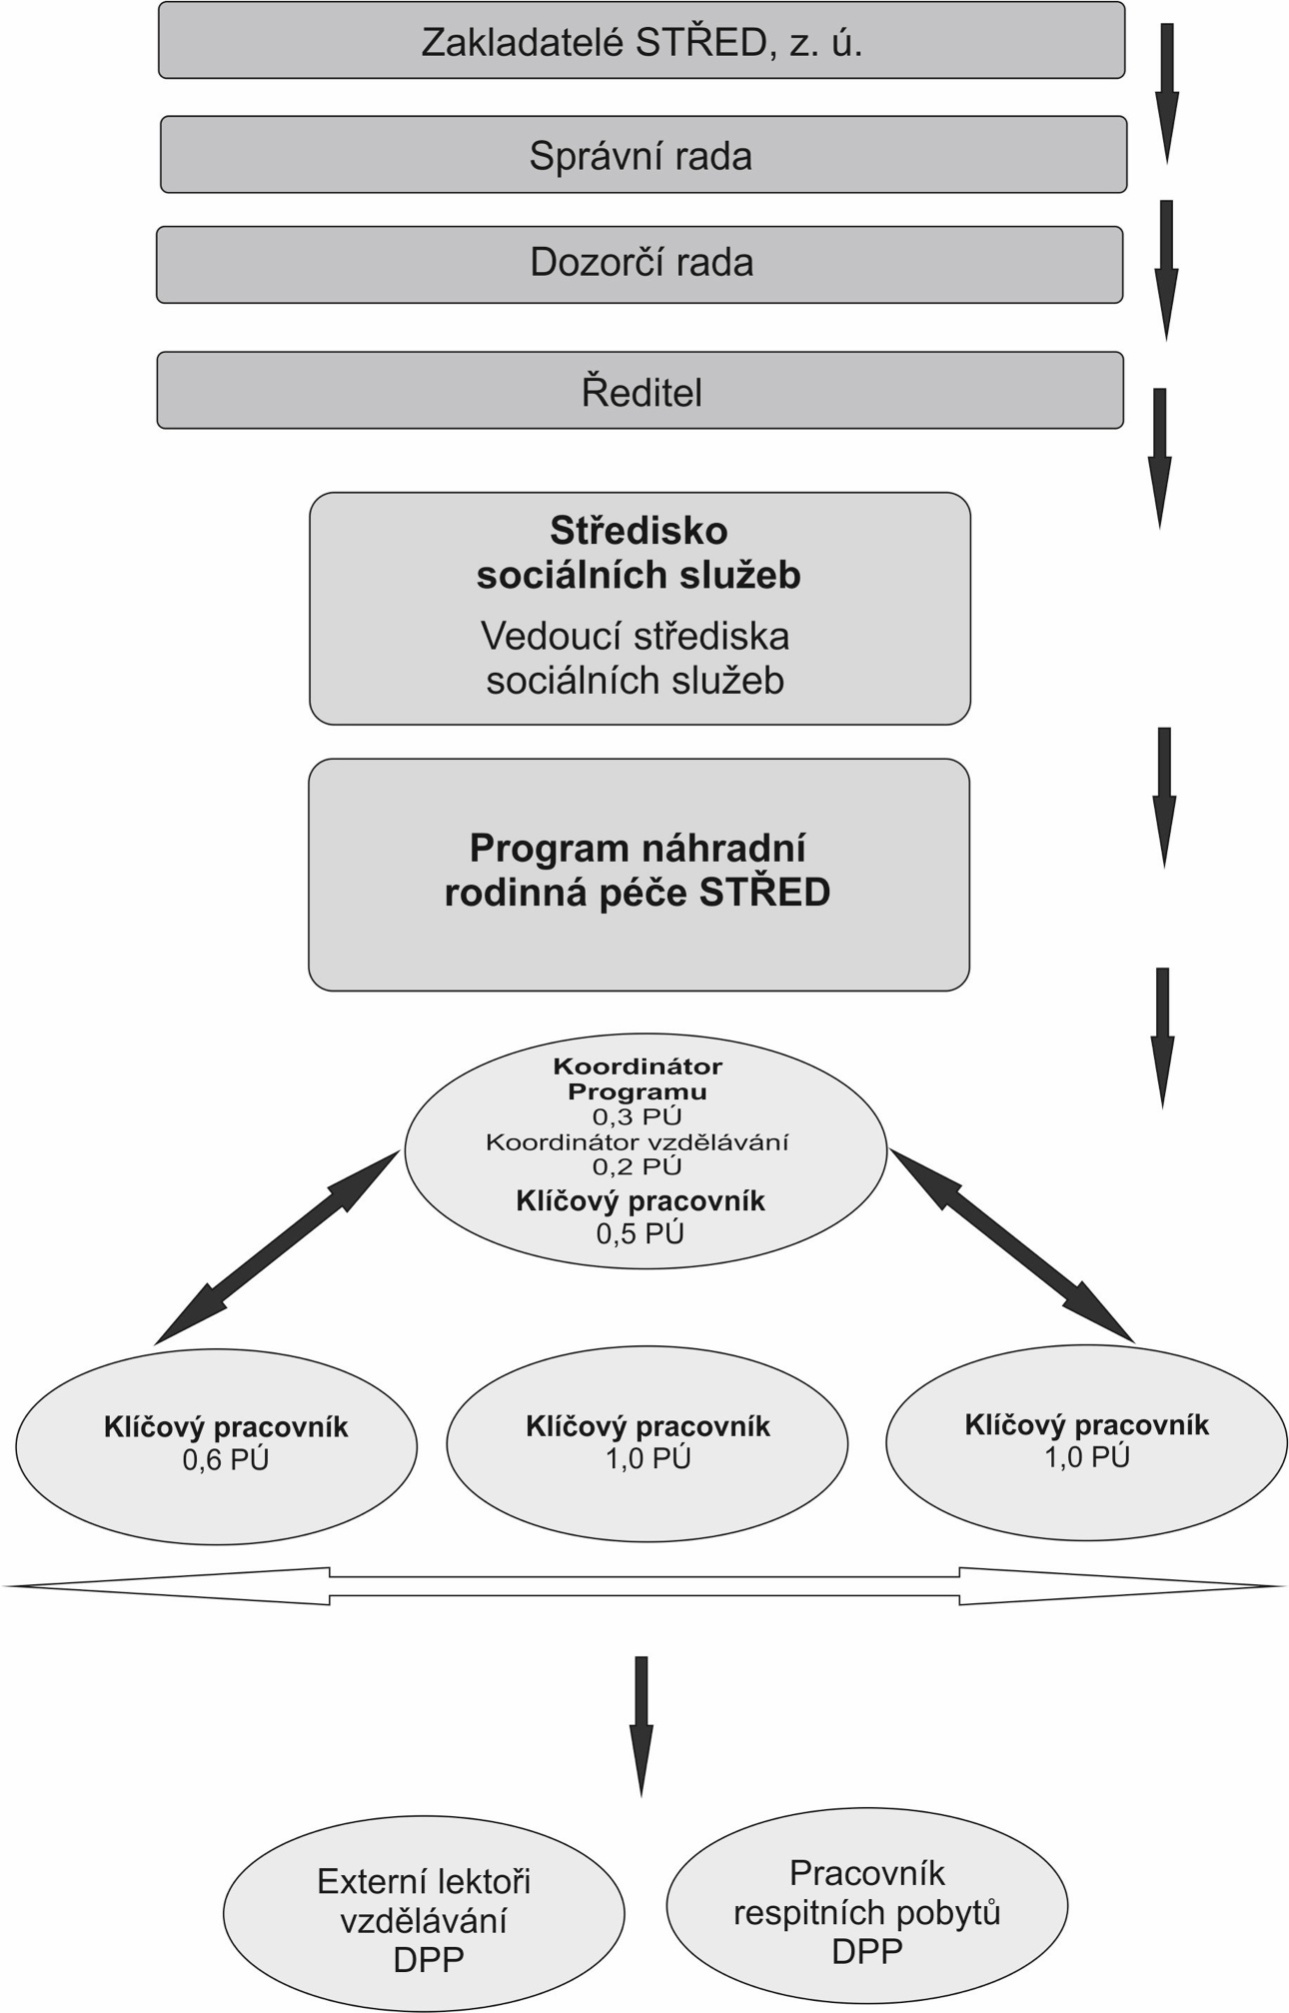 Zakladatelé STŘED, z. ú.
Správní rada
Dozorčí rada
Ředitel
Středisko
sociálních služeb
Vedoucí střediska
sociálních služeb
Program náhradní
rodinná péče STŘED
Koordinátor
Programu
0,3 PÚ
Koordinátor vzdělávání
0,2 PÚ
Klíčový pracovník
0,5 PÚ
Klíčový pracovník
0,6 PÚ
Klíčový pracovník
1,0 PÚ
Klíčový pracovník
1,0 PÚ
Externí lektoři
vzdělávání
DPP
Pracovník
respitních pobytů
DPP